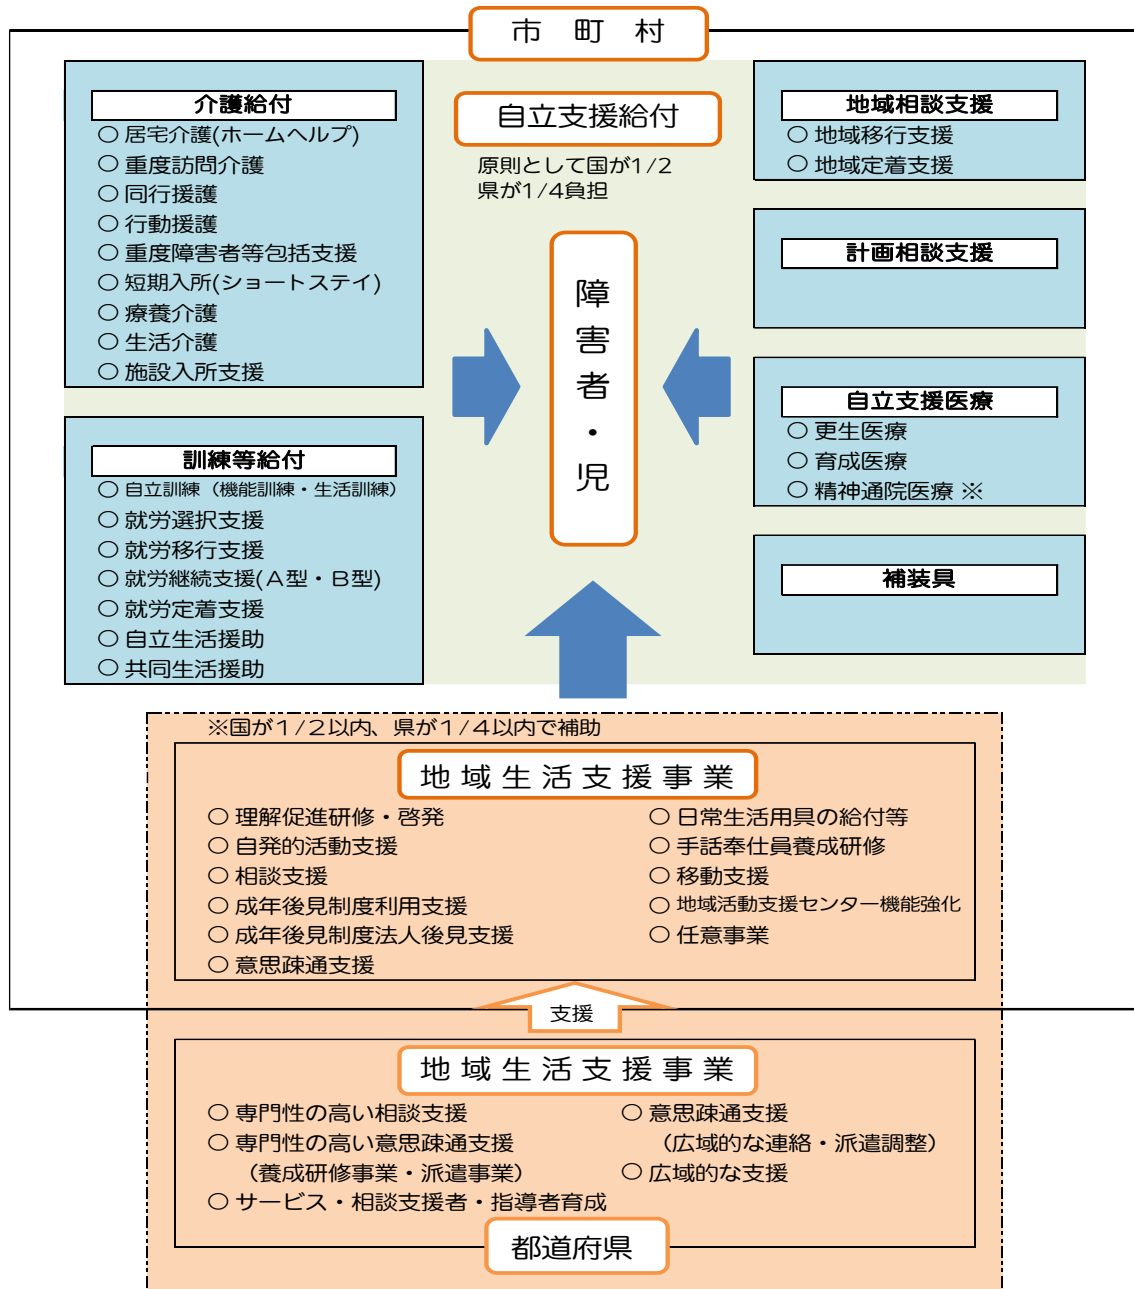 市 町 村
介護給付
○ 居宅介護(ホームヘルプ)
○ 重度訪問介護
○ 同行援護
○ 行動援護
○ 重度障害者等包括支援
○ 短期入所(ショートステイ)
○ 療養介護
○ 生活介護
○ 施設入所支援
訓練等給付
○ 自立訓練（機能訓練・生活訓練）
○ 就労選択支援
○ 就労移行支援
○ 就労継続支援(Ａ型・Ｂ型)
○ 就労定着支援
○ 自立生活援助
○ 共同生活援助
自立支援給付
原則として国が1/2
県が1/4負担
障害者・児
地域相談支援
○ 地域移行支援
○ 地域定着支援
計画相談支援
自立支援医療
○ 更生医療
○ 育成医療
○ 精神通院医療 ※
補装具
※国が１/２以内、県が１/４以内で補助
地域生活支援事業
○ 理解促進研修・啓発
○ 自発的活動支援
○ 相談支援
○ 成年後見制度利用支援
○ 成年後見制度法人後見支援
○ 意思疎通支援
○ 日常生活用具の給付等
○ 手話奉仕員養成研修
○ 移動支援
○ 地域活動支援センター機能強化
○ 任意事業
支援
地域生活支援事業
○ 専門性の高い相談支援
○ 専門性の高い意思疎通支援
（養成研修事業・派遣事業）
○ サービス・相談支援者・指導者育成
○ 意思疎通支援
（広域的な連絡・派遣調整）
○ 広域的な支援
都道府県